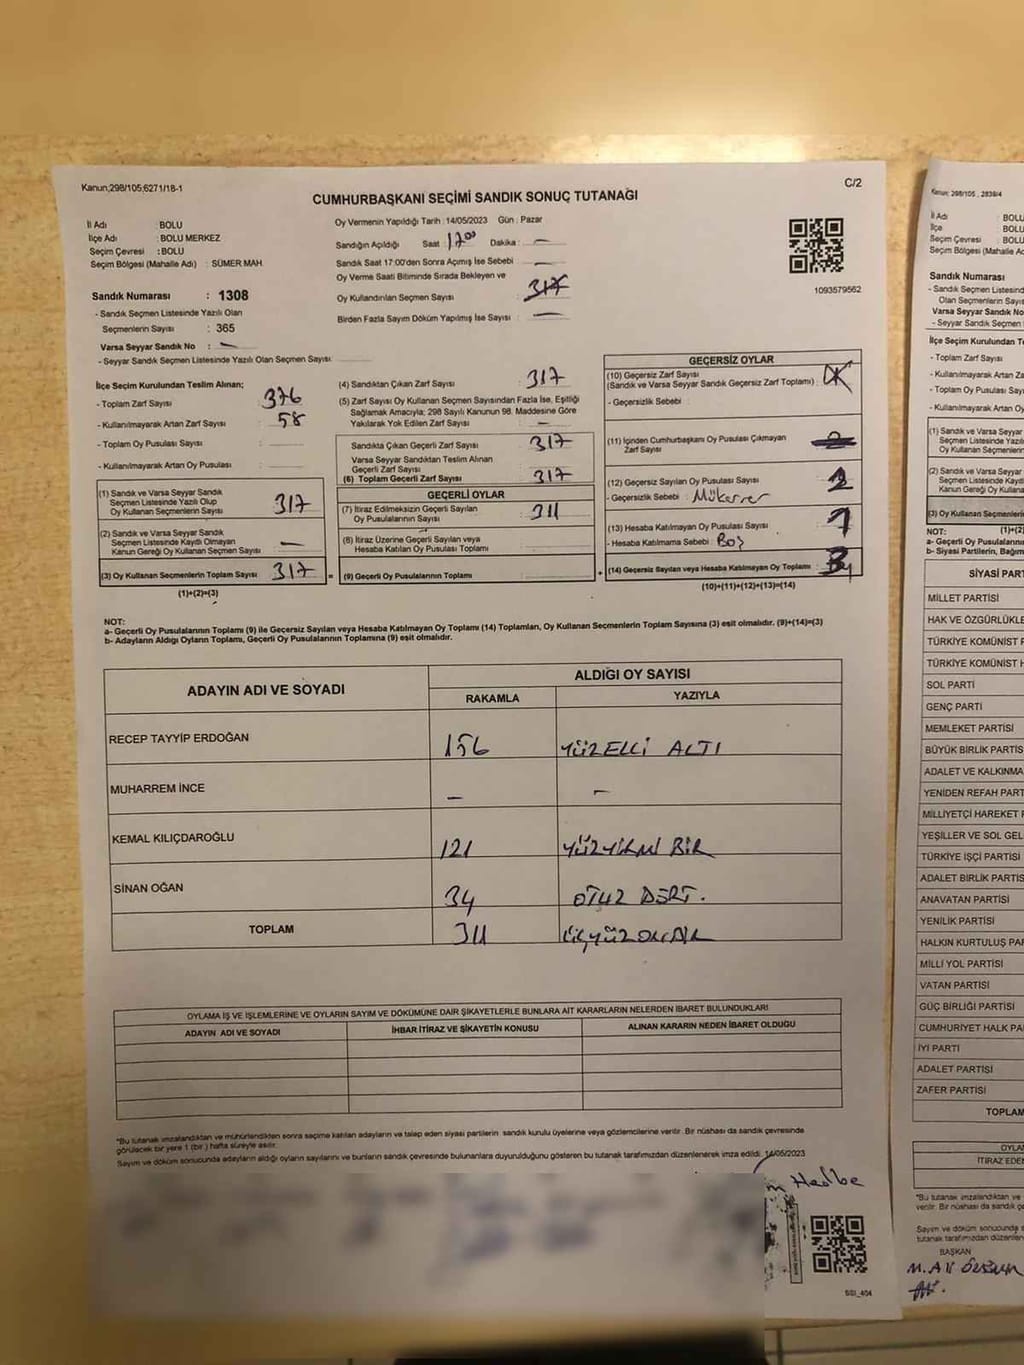 Kanun,298/105;6271/18-1
C/2
CUMHURBAŞKANI SEÇİMİ SANDIK SONUÇ TUTANAĞI
İl Adı : BOLU
İlçe Adı : BOLU MERKEZ
Seçim Çevresi : BOLU
Seçim Bölgesi (Mahalle Adı) : SÜMER MAH.
Sandık Numarası : 1308
- Sandık Seçmen Listesinde Yazılı Olan
Seçmenlerin Sayısı : 365
Varsa Seyyar Sandık No : -
- Seyyar Sandık Seçmen Listesinde Yazılı Olan Seçmen Sayısı:
Oy Vermenin Yapıldığı Tarih : 14/05/2023 Gün : Pazar
Sandığın Açıldığı Saat 17⁰⁰ Dakika : -
Sandık Saat 17:00'den Sonra Açımış İse Sebebi -
Oy Verme Saati Bitiminde Sırada Bekleyen ve
Oy Kullandırılan Seçmen Sayısı : 317
Birden Fazla Sayım Döküm Yapılmış İse Sayısı : -
1093579562
İlçe Seçim Kurulundan Teslim Alınan;
- Toplam Zarf Sayısı : 376
- Kullanılmayarak Artan Zarf Sayısı : 58
- Toplam Oy Pusulası Sayısı :
- Kullanılmayarak Artan Oy Pusulası :
(1) Sandık ve Varsa Seyyar Sandık
Seçmen Listesinde Yazılı Olup
Oy Kullanan Seçmenlerin Sayısı : 317
(2) Sandık ve Varsa Seyyar Sandık
Seçmen Listesinde Kaydı Olmayan
Kanun Gereği Oy Kullanan Seçmen Sayısı : -
(3) Oy Kullanan Seçmenlerin Toplam Sayısı : 317
(1)+(2)=(3)
(4) Sandıktan Çıkan Zarf Sayısı : 317
(5) Zarf Sayısı Oy Kullanan Seçmen Sayısından Fazla İse, Eşitliği
Sağlamak Amacıyla; 298 Sayılı Kanunun 98. Maddesine Göre
Yakılarak Yok Edilen Zarf Sayısı : -
Sandıkta Çıkan Geçerli Zarf Sayısı : 317
Varsa Seyyar Sandıktan Teslim Alınan
Geçerli Zarf Sayısı
(6) Toplam Geçerli Zarf Sayısı : 317
GEÇERLİ OYLAR
(7) İtiraz Edilmeksizin Geçerli Sayılan
Oy Pusulasının Sayısı : 311
(8) İtiraz Üzerine Geçerli Sayılan veya
Hesaba Katılan Oy Pusulası Toplamı :
= (9) Geçerli Oy Pusulalarının Toplamı +
GEÇERSİZ OYLAR
(10) Geçersiz Zarf Sayısı
(Sandık ve Varsa Seyyar Sandık Geçersiz Zarf Toplamı) :
- Geçersizlik Sebebi :
(11) İçinden Cumhurbaşkanı Oy Pusulası Çıkmayan
Zarf Sayısı :
(12) Geçersiz Sayılan Oy Pusulası Sayısı :
- Geçersizlik Sebebi : Mükerrer
(13) Hesaba Katılmayan Oy Pusulası Sayısı :
- Hesaba Katılmama Sebebi : Boş
(14) Geçersiz Sayılan veya Hesaba Katılmayan Oy Toplamı :
(10)+(11)+(12)+(13)=(14)
NOT:
a- Geçerli Oy Pusulalarının Toplamı (9) ile Geçersiz Sayılan veya Hesaba Katılmayan Oy Toplamı (14) Toplamları, Oy Kullanan Seçmenlerin Toplam Sayısına (3) eşit olmalıdır. (9)+(14)=(3)
b- Adayların Aldığı Oyların Toplamı, Geçerli Oy Pusulalarının Toplamına (9) eşit olmalıdır.
ADAYIN ADI VE SOYADI
ALDIĞI OY SAYISI
RAKAMLA YAZIYLA
RECEP TAYYİP ERDOĞAN 156 YÜZELLİ ALTI
MUHARREM İNCE - -
KEMAL KILIÇDAROĞLU 121 YÜZYİRMİ BİR
SİNAN OĞAN 34 OTUZ DÖRT.
TOPLAM 311 ÜÇYÜZONBİR
OYLAMA İŞ VE İŞLEMLERİNE VE OYLARIN SAYIM VE DÖKÜMÜNE DAİR ŞİKAYETLERLE BUNLARA AİT KARARLARIN NELERDEN İBARET BULUNDUKLARI
ADAYIN ADI VE SOYADI İHBAR İTİRAZ VE ŞİKAYETİN KONUSU ALINAN KARARIN NEDEN İBARET OLDUĞU
*Bu tutanak imzalandıktan ve mühürlendikten sonra seçime katılan adayların ve talep eden siyasi partilerin sandık kurulu üyelerine veya gözlemcilerine verilir. Bir nüshası da sandık çevresinde
görülecek bir yere 1 (bir) hafta süreyle asılır.
Sayım ve döküm sonucunda adayların aldığı oyların sayılarını ve bunların sandık çevresinde bulunanlara duyurulduğunu gösteren bu tutanak tarafımızdan düzenlenerek imza edildi. 14/05/2023
SSI_404
Kanun: 298/105 , 2839/4
İl Adı : BOLU
İlçe : BOLU
Seçim Çevresi : BOLU
Seçim Bölgesi (Mahalle Ad
Sandık Numarası
- Sandık Seçmen Listesind
Olan Seçmenlerin Sayıs
Varsa Seyyar Sandık No
- Seyyar Sandık Seçmen
İlçe Seçim Kurulundan Te
- Toplam Zarf Sayısı
- Kullanılmayarak Artan Za
- Toplam Oy Pusulası Sayıs
- Kullanılmayarak Artan Oy
(1) Sandık ve Varsa Seyyar
Seçmen Listesinde Yazılı
Oy Kullanan Seçmenlerin
(2) Sandık ve Varsa Seyyar
Seçmen Listesinde Kaydı
Kanun Gereği Oy Kullana
(3) Oy Kullanan Seçmenlerin
(1)+(2
NOT:
a- Geçerli Oy Pusulalarının
b- Siyasi Partilerin, Bağım
SİYASİ PART
MİLLET PARTİSİ
HAK VE ÖZGÜRLÜKLE
TÜRKİYE KOMÜNİST P
TÜRKİYE KOMÜNİST H
SOL PARTİ
GENÇ PARTİ
MEMLEKET PARTİSİ
BÜYÜK BİRLİK PARTİS
ADALET VE KALKINMA
YENİDEN REFAH PART
MİLLİYETÇİ HAREKET P
YEŞİLLER VE SOL GEL
TÜRKİYE İŞÇİ PARTİSİ
ADALET BİRLİK PARTİS
ANAVATAN PARTİSİ
YENİLİK PARTİSİ
HALKIN KURTULUŞ PAR
MİLLİ YOL PARTİSİ
VATAN PARTİSİ
GÜÇ BİRLİĞİ PARTİSİ
CUMHURİYET HALK PA
İYİ PARTİ
ADALET PARTİSİ
ZAFER PARTİSİ
TOPLAM
OYLA
İTİRAZ EDE
*Bu tutanak imzalandıktan ve
verilir. Bir nüshası da sandık çe
Sayım ve döküm sonucunda s
tutanak tarafımızdan düzenlen
BAŞKAN